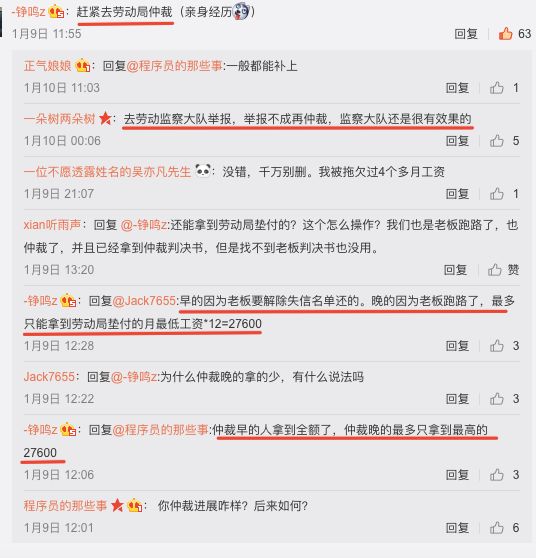 -铮鸣z：赶紧去劳动局仲裁（亲身经历）
1月9日 11:55 回复 63
正气娘娘：回复@程序员的那些事:一般都能补上
1月10日 11:03 回复 1
一朵树两朵树：去劳动监察大队举报，举报不成再仲裁，监察大队还是很有效果的
1月10日 00:06 回复 5
一位不愿透露姓名的吴亦凡先生：没错，千万别删。我被拖欠过4个多月工资
1月9日 21:07 回复 1
xian听雨声：回复 @-铮鸣z:还能拿到劳动局垫付的？这个怎么操作？我们也是老板跑路了，也
仲裁了，并且已经拿到仲裁判决书，但是找不到老板判决书也没用。
1月9日 13:20 回复 赞
-铮鸣z：回复@Jack7655:早的因为老板要解除失信名单还的。晚的因为老板跑路了，最多
只能拿到劳动局垫付的月最低工资*12=27600
1月9日 12:28 回复 3
Jack7655：回复@-铮鸣z:为什么仲裁晚的拿的少，有什么说法吗
1月9日 12:22 回复 3
-铮鸣z：回复@程序员的那些事:仲裁早的人拿到全额了，仲裁晚的最多只拿到最高的
27600
1月9日 12:06 回复 3
程序员的那些事：你仲裁进展咋样？后来如何？
1月9日 12:01 回复 6